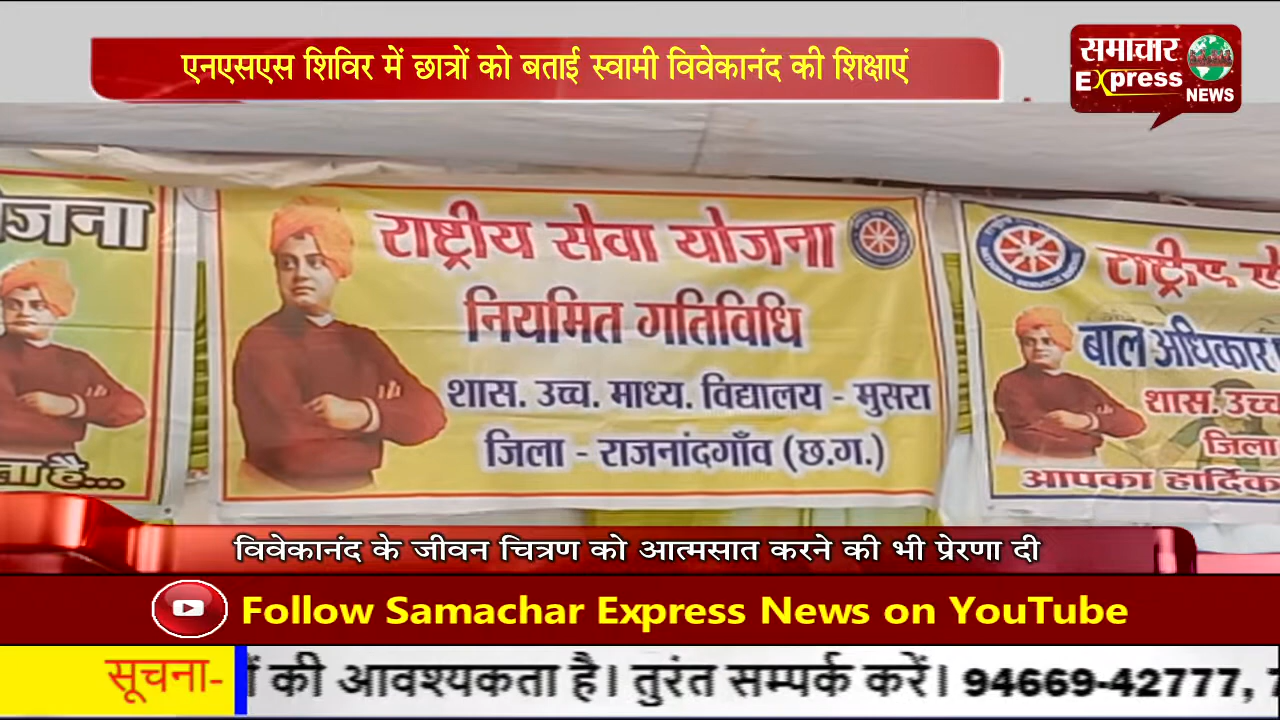 एनएसएस शिविर में छात्रों को बताई स्वामी विवेकानंद की शिक्षाएं
समाचार
Express
NEWS
राष्ट्रीय सेवा योजना
नियमित गतिविधि
शास. उच्च. माध्य. विद्यालय - मुसरा
जिला - राजनांदगाँव (छ.ग.)
बाल अधिकार
शास. उच्च
जिला
आपका हार्दिक
विवेकानंद के जीवन चित्रण को आत्मसात करने की भी प्रेरणा दी
Follow Samachar Express News on YouTube
सूचना-
की आवश्यकता है। तुरंत सम्पर्क करें। 94669-42777,